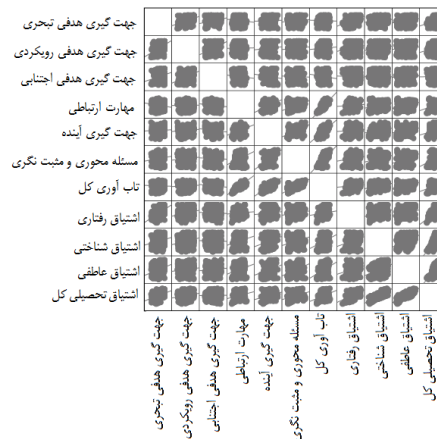 جهت گیری هدفی تبحری
جهت گیری هدفی رویکردی
جهت گیری هدفی اجتنابی
مهارت ارتباطی
جهت گیری آینده
مسئله محوری و مثبت نگری
تاب آوری کل
اشتیاق رفتاری
اشتیاق شناختی
اشتیاق عاطفی
اشتیاق تحصیلی کل
جهت گیری هدفی تبحری
جهت گیری هدفی رویکردی
جهت گیری هدفی اجتنابی
مهارت ارتباطی
جهت گیری آینده
مسئله محوری و مثبت نگری
تاب آوری کل
اشتیاق رفتاری
اشتیاق شناختی
اشتیاق عاطفی
اشتیاق تحصیلی کل